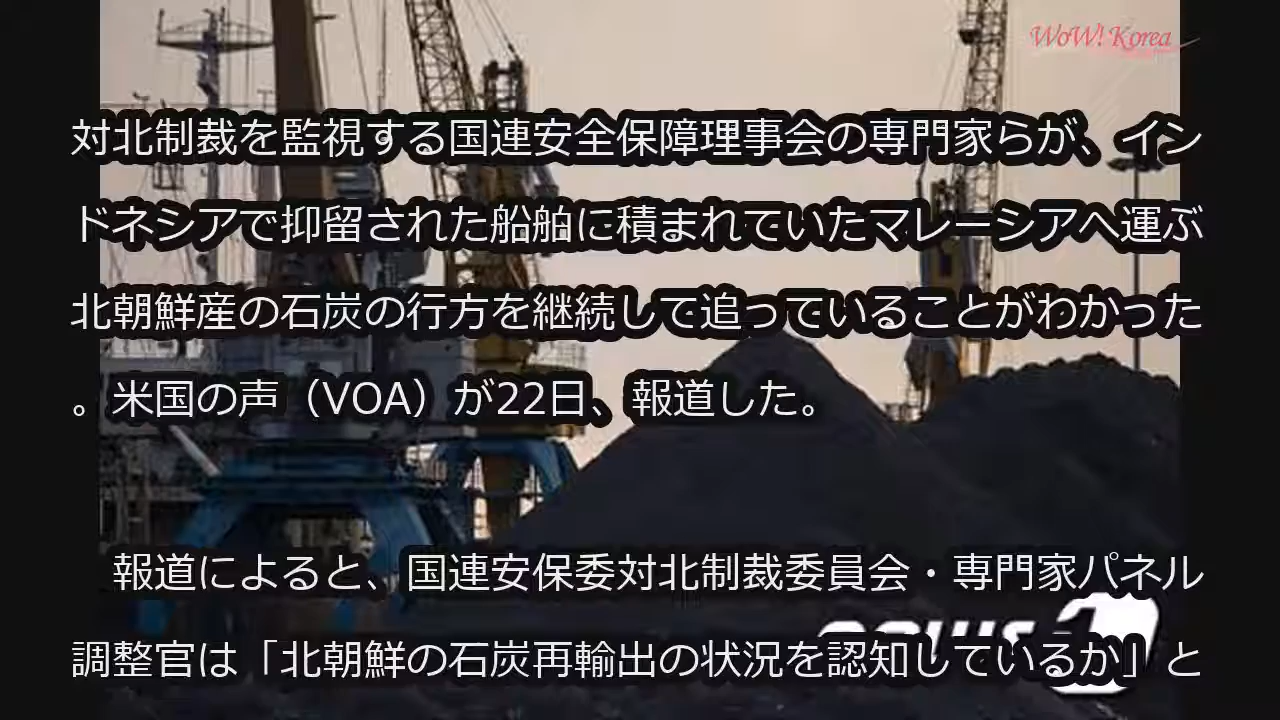 WoW! Korea
対北制裁を監視する国連安全保障理事会の専門家らが、イン
ドネシアで抑留された船舶に積まれていたマレーシアへ運ぶ
北朝鮮産の石炭の行方を継続して追っていることがわかった
。米国の声（VOA）が22日、報道した。
報道によると、国連安保委対北制裁委員会・専門家パネル
調整官は「北朝鮮の石炭再輸出の状況を認知しているか」と